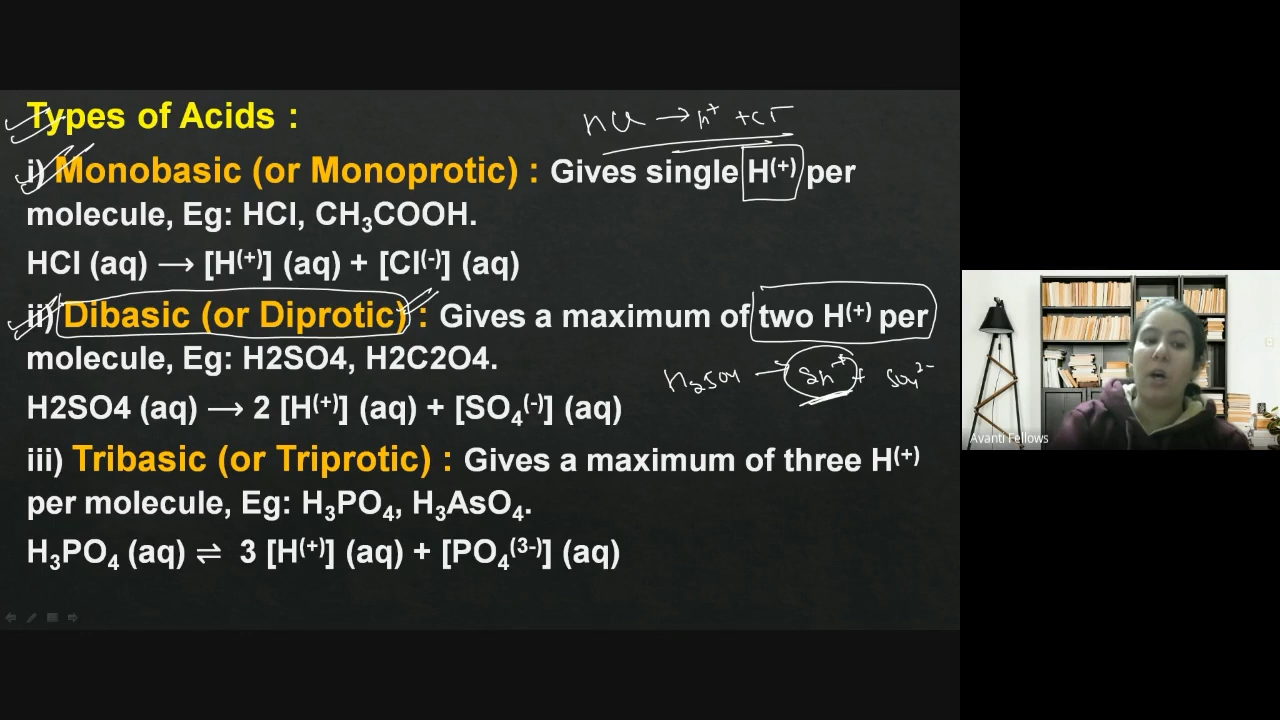 Types of Acids :
HCl → H⁺ + Cl⁻
i) Monobasic (or Monoprotic) : Gives single H⁽⁺⁾ per
molecule, Eg: HCl, CH₃COOH.
HCl (aq) ⟶ [H⁽⁺⁾] (aq) + [Cl⁽⁻⁾] (aq)
ii) Dibasic (or Diprotic) : Gives a maximum of two H⁽⁺⁾ per
molecule, Eg: H2SO4, H2C2O4.
H₂SO₄ → 2H⁺ + SO₄²⁻
H2SO4 (aq) ⟶ 2 [H⁽⁺⁾] (aq) + [SO₄⁽⁻⁾] (aq)
iii) Tribasic (or Triprotic) : Gives a maximum of three H⁽⁺⁾
per molecule, Eg: H₃PO₄, H₃AsO₄.
H₃PO₄ (aq) ⇌ 3 [H⁽⁺⁾] (aq) + [PO₄⁽³⁻⁾] (aq)
Avanti Fellows